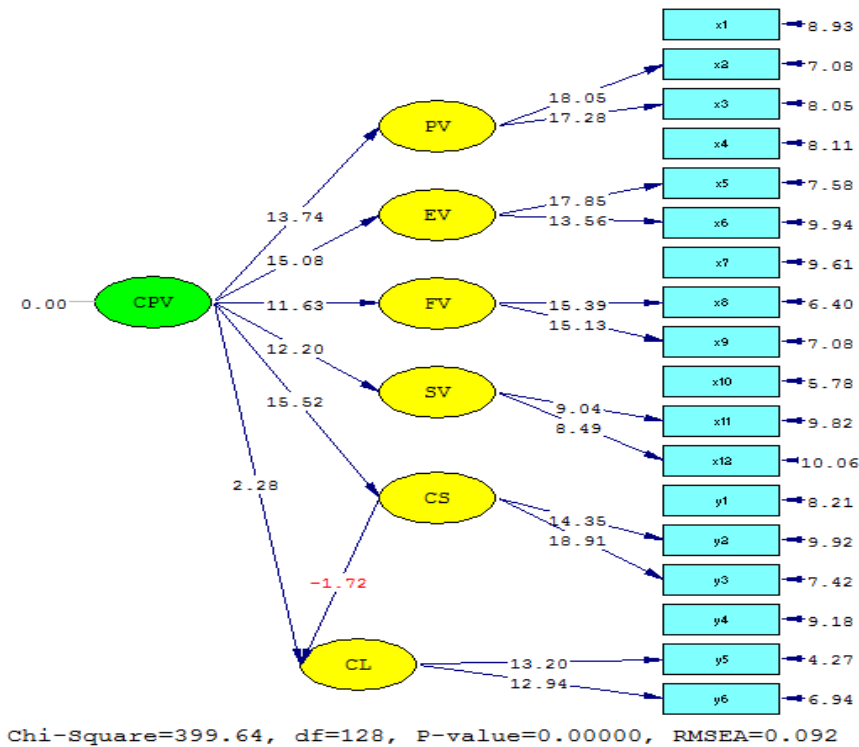 x1 8.93
x2 7.08
18.05
PV 17.28 x3 8.05
x4 8.11
x5 7.58
17.85
13.74 EV 13.56 x6 9.94
15.08 x7 9.61
0.00 CPV 11.63 FV 15.39 x8 6.40
15.13
12.20 x9 7.08
x10 5.78
15.52 SV 9.04 x11 9.82
8.49
x12 10.06
2.28 CS y1 8.21
14.35
18.91 y2 9.92
-1.72 y3 7.42
y4 9.18
CL 13.20 y5 4.27
12.94 y6 6.94
Chi-Square=399.64, df=128, P-value=0.00000, RMSEA=0.092